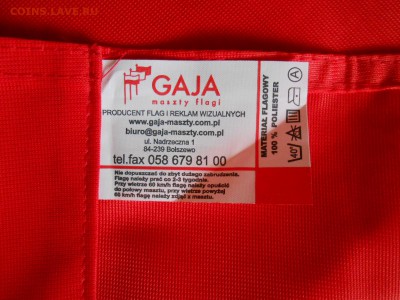 COINS.LAVE.RU
GAJA
maszty flagi
PRODUCENT FLAG I REKLAM WIZUALNYCH
www.gaja-maszty.com.pl
biuro@gaja-maszty.com.pl
ul. Nadrzeczna 1
84-239 Bolszewo
tel.fax 058 679 81 00
Nie dopuszczać do zbyt dużego zabrudzenia.
Flagę należy prać co 2-3 tygodnie.
Przy wietrze 60 km/h flagę należy opuścić
do połowy masztu, przy wietrze powyżej
60 km/h flagę należy zdjąć z masztu.
MATERIAŁ FLAGOWY
100 % POLIESTER
40°
A